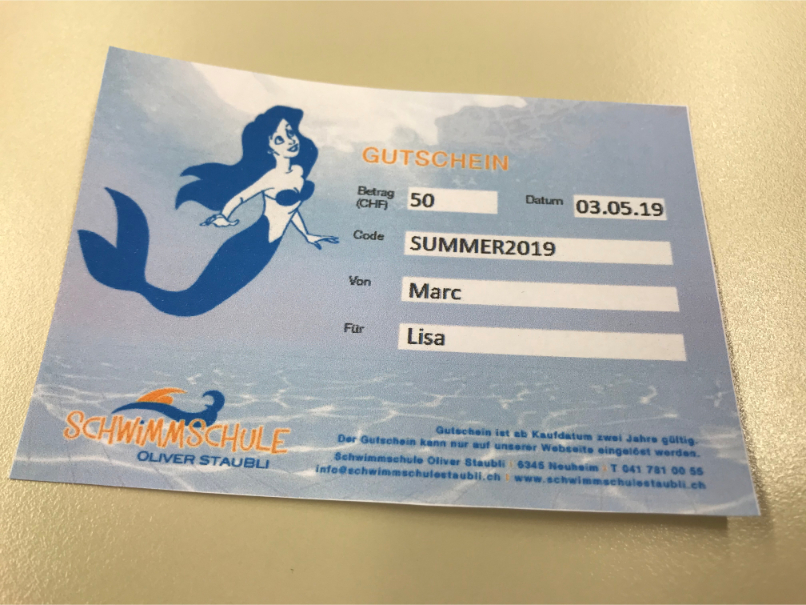 GUTSCHEIN
Betrag (CHF) 50 Datum 03.05.19
Code SUMMER2019
Von Marc
Für Lisa
SCHWiMMSCHULE
OLIVER STAUBLI
Gutschein ist ab Kaufdatum zwei Jahre gültig.
Der Gutschein kann nur auf unserer Webseite eingelöst werden.
Schwimmschule Oliver Staubli | 6345 Neuheim | T 041 781 00 55
info@schwimmschulestaubli.ch | www.schwimmschulestaubli.ch